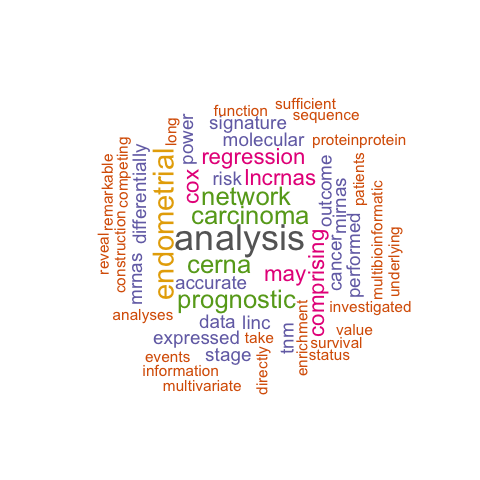 sufficient
function
sequence
signature
long
power
molecular
proteinprotein
regression
differentially
competing
remarkable
endometrial
cox
risk
lncrnas
outcome
mirnas
patients
network
carcinoma
multibioinformatic
analysis
reveal
construction
mrnas
cerna
may
comprising
cancer
performed
underlying
accurate
prognostic
investigated
analyses
data
linc
tnm
enrichment
value
expressed
take
survival
events
stage
directly
status
information
multivariate